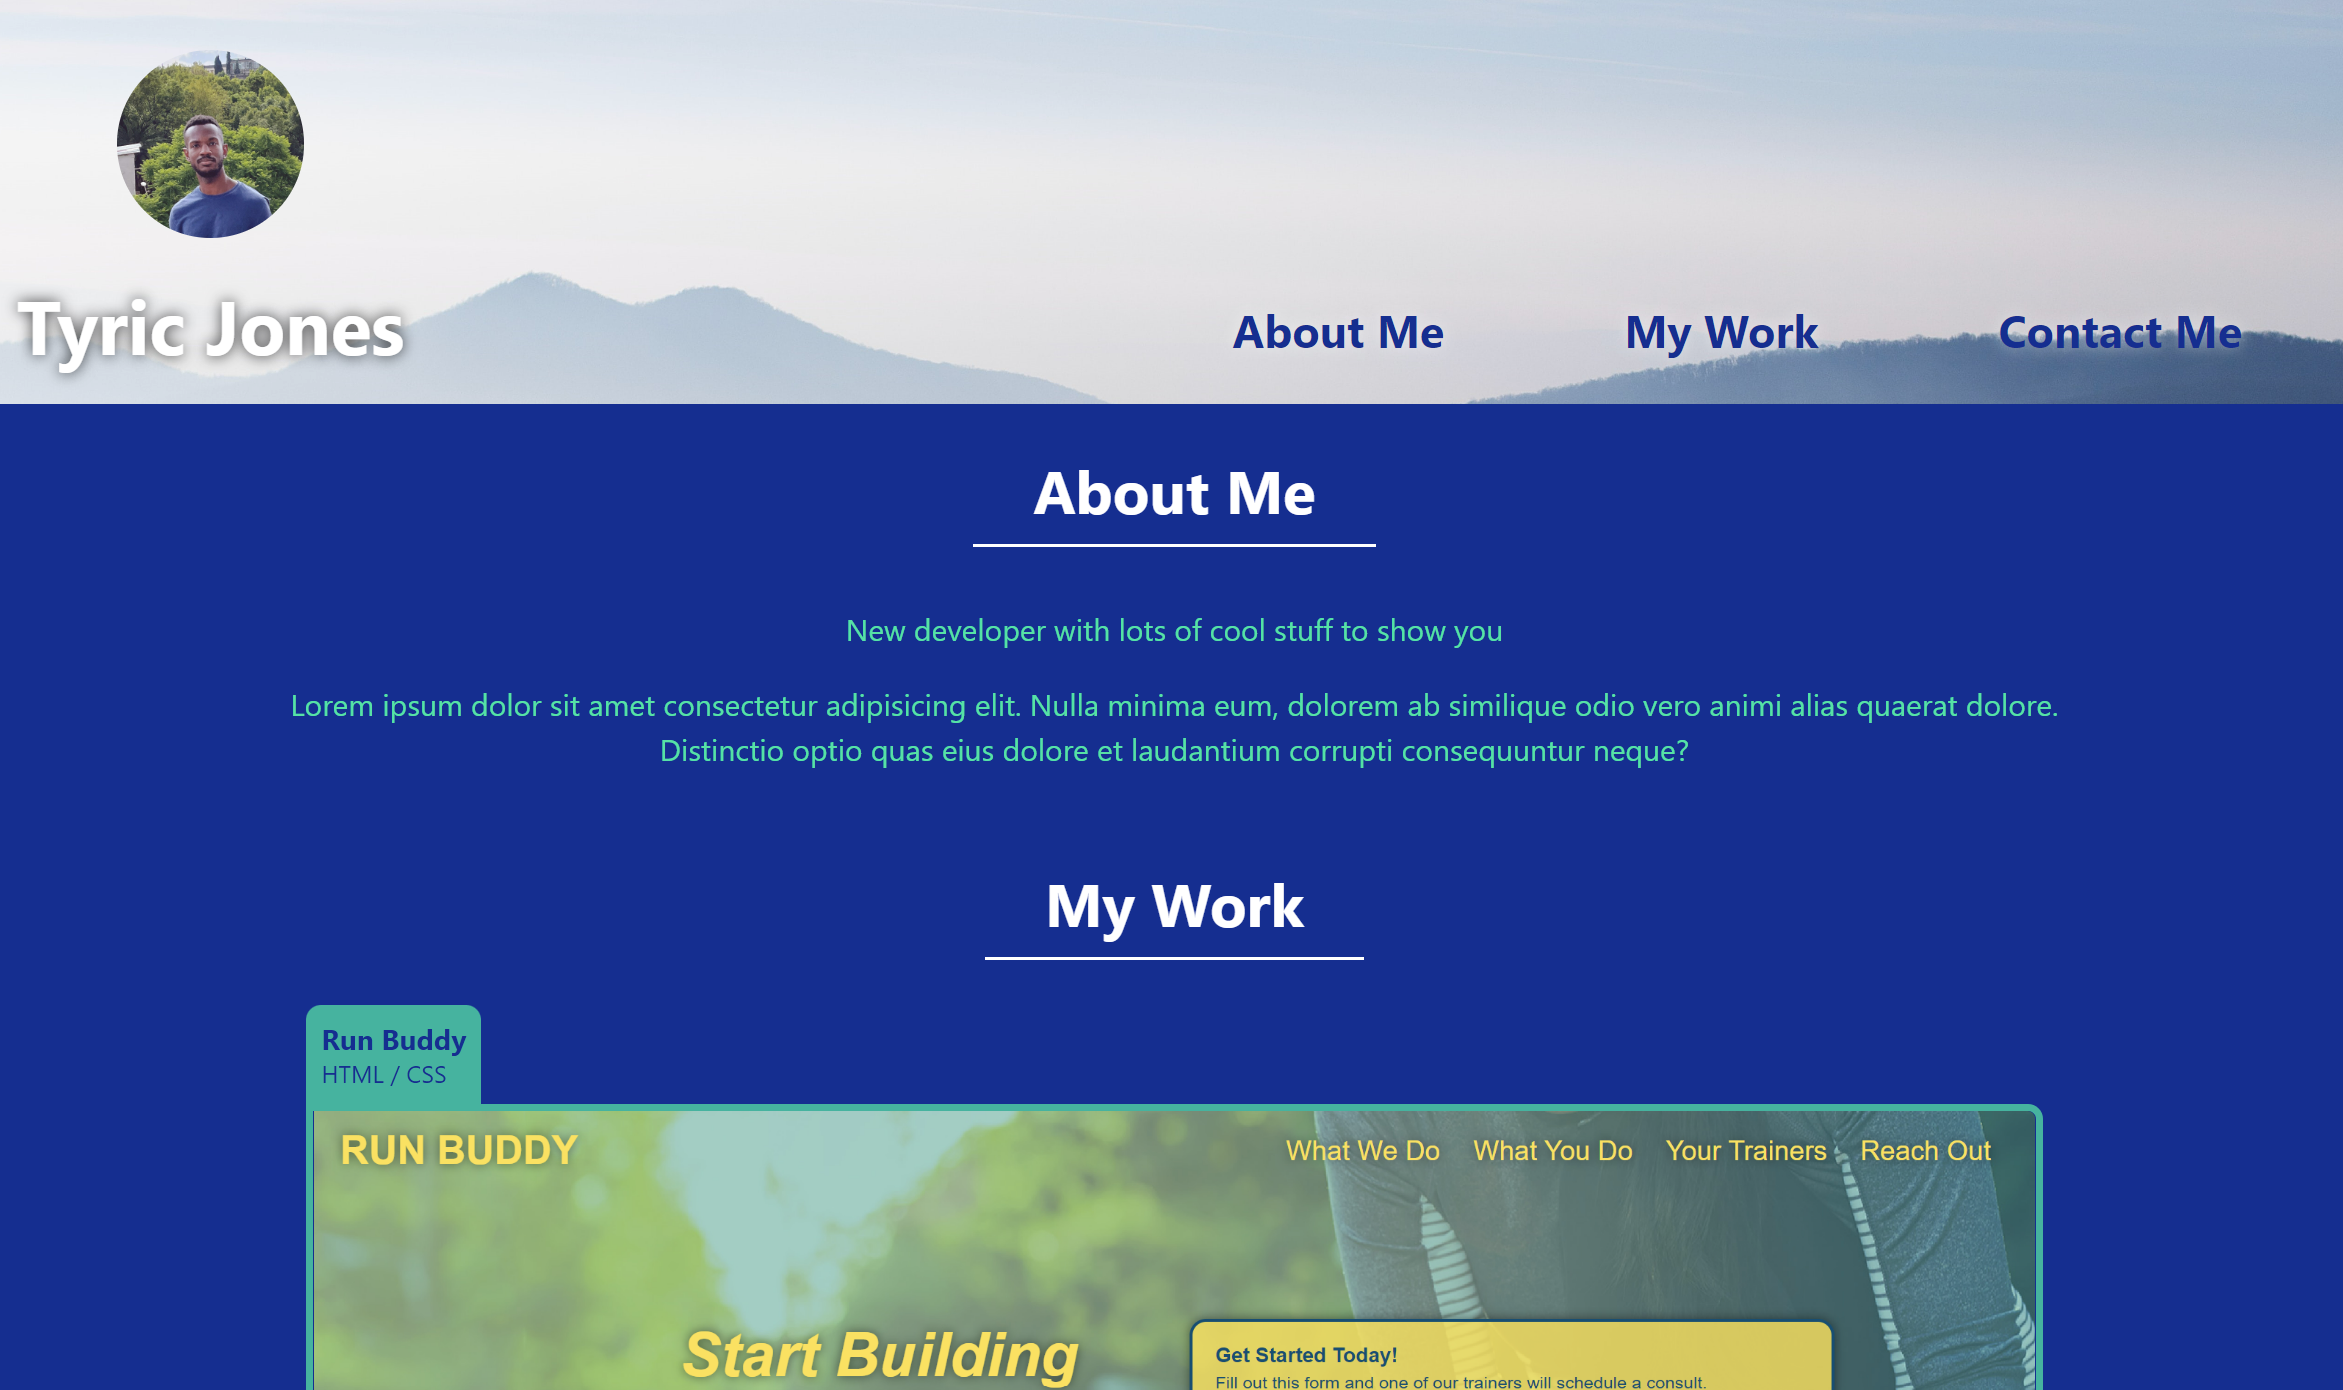 Tyric Jones
About Me
My Work
Contact Me
About Me
New developer with lots of cool stuff to show you
Lorem ipsum dolor sit amet consectetur adipisicing elit. Nulla minima eum, dolorem ab similique odio vero animi alias quaerat dolore.
Distinctio optio quas eius dolore et laudantium corrupti consequuntur neque?
My Work
Run Buddy
HTML / CSS
RUN BUDDY
What We Do
What You Do
Your Trainers
Reach Out
Start Building
Get Started Today!
Fill out this form and one of our trainers will schedule a consult.